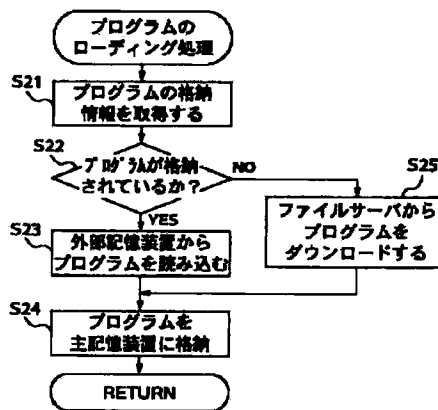 プログラムの
ローディング処理
S21
プログラムの格納
情報を取得する
S22
プログラムが格納
されているか？
NO
S25
YES
ファイルサーバから
プログラムを
ダウンロードする
S23
外部記憶装置から
プログラムを読み込む
S24
プログラムを
主記憶装置に格納
RETURN